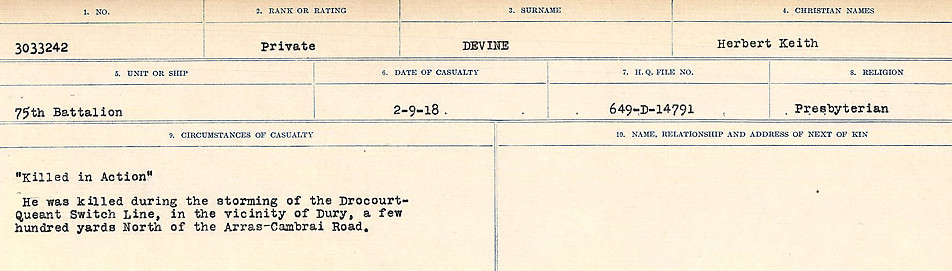 1. NO.
2. RANK OR RATING
3. SURNAME
4. CHRISTIAN NAMES
3033242
Private
DEVINE
Herbert Keith
5. UNIT OR SHIP
6. DATE OF CASUALTY
7. H.Q. FILE NO.
8. RELIGION
75th Battalion
2-9-18.
649-D-14791
Presbyterian
9. CIRCUMSTANCES OF CASUALTY
10. NAME, RELATIONSHIP AND ADDRESS OF NEXT OF KIN
"Killed in Action"
He was killed during the storming of the Drocourt-
Queant Switch Line, in the vicinity of Dury, a few
hundred yards North of the Arras-Cambrai Road.